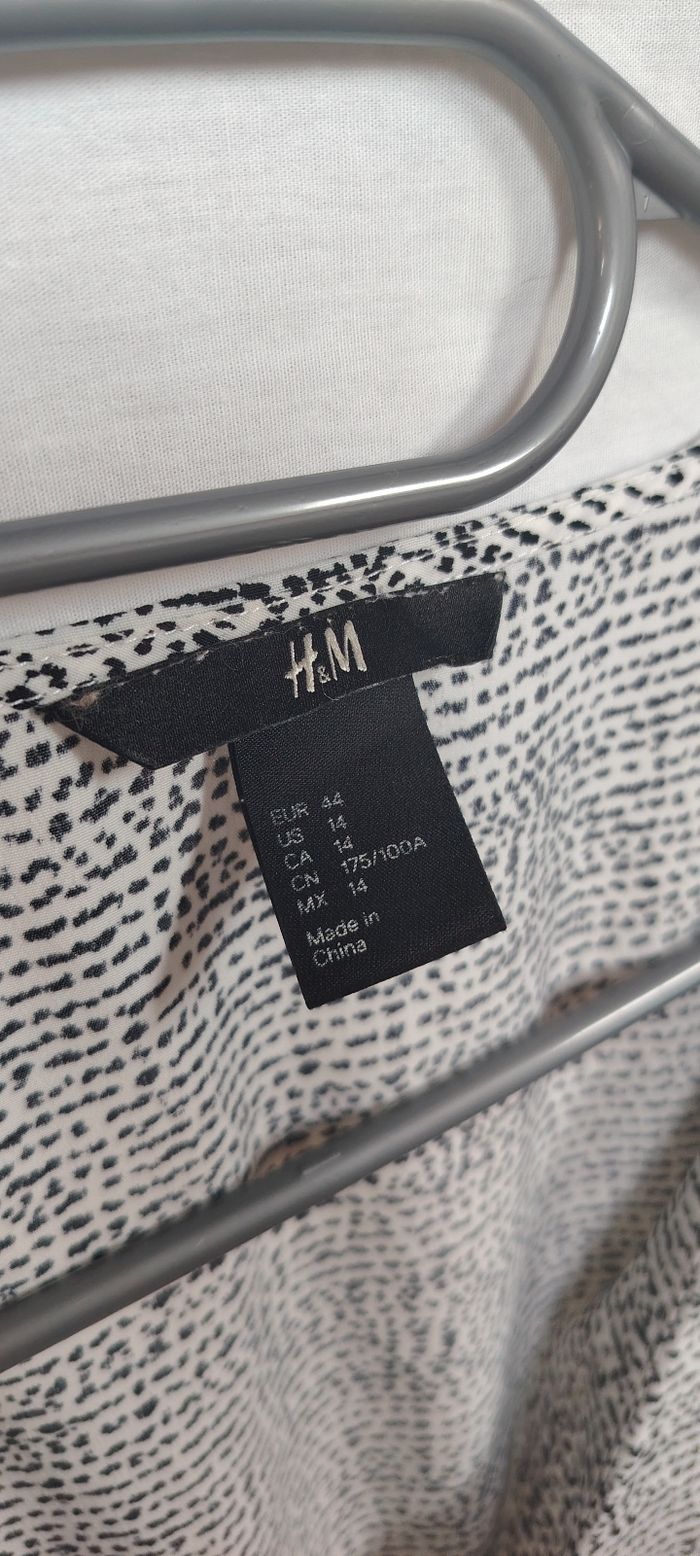 H&M
EUR 44
US 14
CA 14
CN 175/100A
MX 14
Made in
China